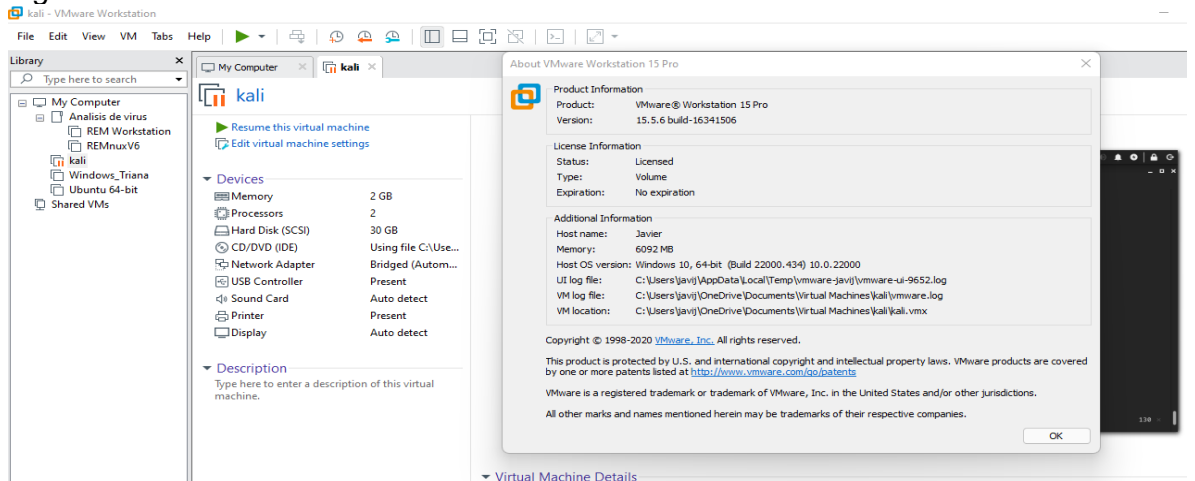 kali - VMware Workstation
File Edit View VM Tabs Help
Library
Type here to search
My Computer
Analisis de virus
REM Workstation
REMnuxV6
kali
Windows_Triana
Ubuntu 64-bit
Shared VMs
My Computer
kali
kali
Resume this virtual machine
Edit virtual machine settings
Devices
Memory 2 GB
Processors 2
Hard Disk (SCSI) 30 GB
CD/DVD (IDE) Using file C:\Use...
Network Adapter Bridged (Autom...
USB Controller Present
Sound Card Auto detect
Printer Present
Display Auto detect
Description
Type here to enter a description of this virtual
machine.
About VMware Workstation 15 Pro
Product Information
Product: VMware® Workstation 15 Pro
Version: 15.5.6 build-16341506
License Information
Status: Licensed
Type: Volume
Expiration: No expiration
Additional Information
Host name: Javier
Memory: 6092 MB
Host OS version: Windows 10, 64-bit (Build 22000.434) 10.0.22000
UI log file: C:\Users\javij\AppData\Local\Temp\vmware-javij\vmware-ui-9652.log
VM log file: C:\Users\javij\OneDrive\Documents\Virtual Machines\kali\vmware.log
VM location: C:\Users\javij\OneDrive\Documents\Virtual Machines\kali\kali.vmx
Copyright © 1998-2020 VMware, Inc. All rights reserved.
This product is protected by U.S. and international copyright and intellectual property laws. VMware products are covered
by one or more patents listed at http://www.vmware.com/go/patents
VMware is a registered trademark or trademark of VMware, Inc. in the United States and/or other jurisdictions.
All other marks and names mentioned herein may be trademarks of their respective companies.
OK
130
Virtual Machine Details